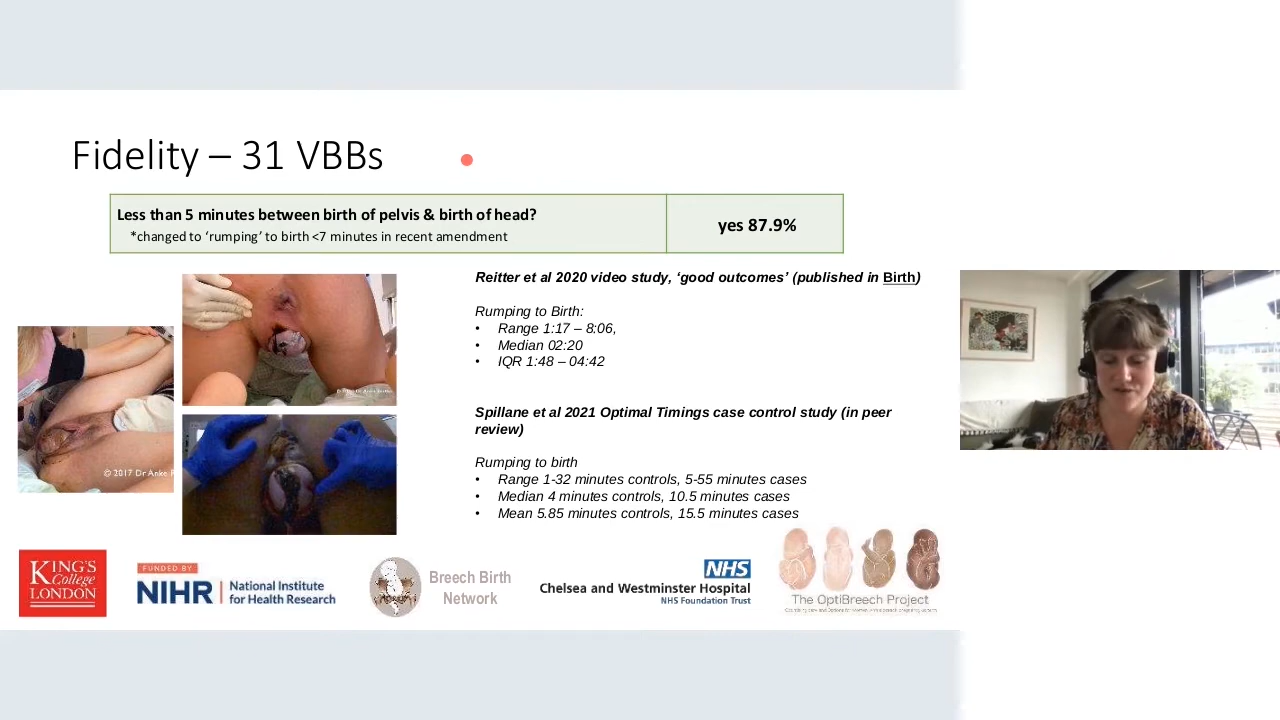 Fidelity – 31 VBBs
Less than 5 minutes between birth of pelvis & birth of head?
*changed to ‘rumping’ to birth <7 minutes in recent amendment
yes 87.9%
Reitter et al 2020 video study, ‘good outcomes’ (published in Birth)
Rumping to Birth:
• Range 1:17 – 8:06,
• Median 02:20
• IQR 1:48 – 04:42
Spillane et al 2021 Optimal Timings case control study (in peer
review)
Rumping to birth
• Range 1-32 minutes controls, 5-55 minutes cases
• Median 4 minutes controls, 10.5 minutes cases
• Mean 5.85 minutes controls, 15.5 minutes cases
© 2017 Dr Anke
KING'S
College
LONDON
FUNDED BY
NIHR | National Institute
for Health Research
Breech Birth
Network
NHS
Chelsea and Westminster Hospital
NHS Foundation Trust
The OptiBreech Project